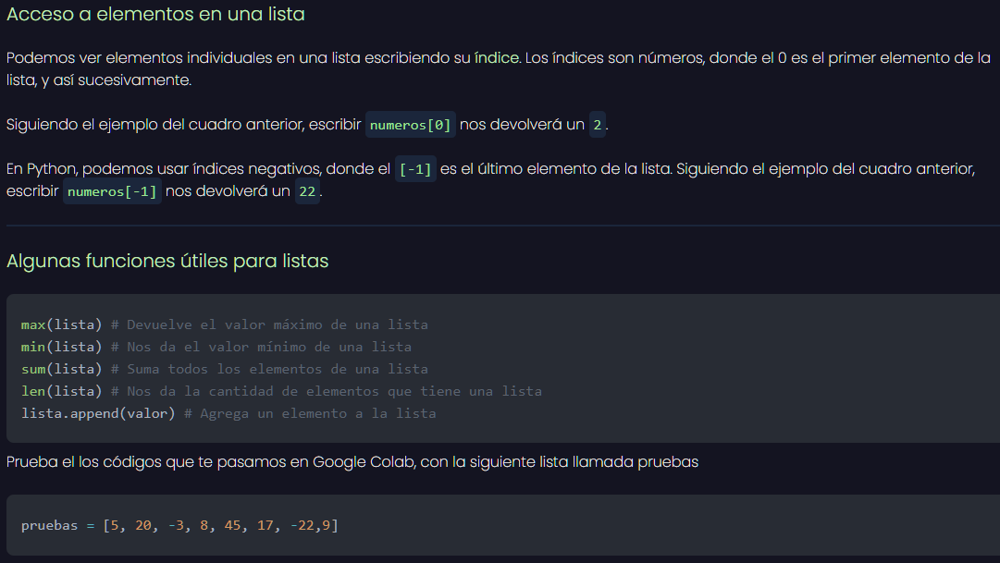 Acceso a elementos en una lista
Podemos ver elementos individuales en una lista escribiendo su índice. Los índices son números, donde el 0 es el primer elemento de la
lista, y así sucesivamente.
Siguiendo el ejemplo del cuadro anterior, escribir numeros[0] nos devolverá un 2.
En Python, podemos usar índices negativos, donde el [-1] es el último elemento de la lista. Siguiendo el ejemplo del cuadro anterior,
escribir numeros[-1] nos devolverá un 22.
Algunas funciones útiles para listas
max(lista) # Devuelve el valor máximo de una lista
min(lista) # Nos da el valor mínimo de una lista
sum(lista) # Suma todos los elementos de una lista
len(lista) # Nos da la cantidad de elementos que tiene una lista
lista.append(valor) # Agrega un elemento a la lista
Prueba el los códigos que te pasamos en Google Colab, con la siguiente lista llamada pruebas
pruebas = [5, 20, -3, 8, 45, 17, -22,9]